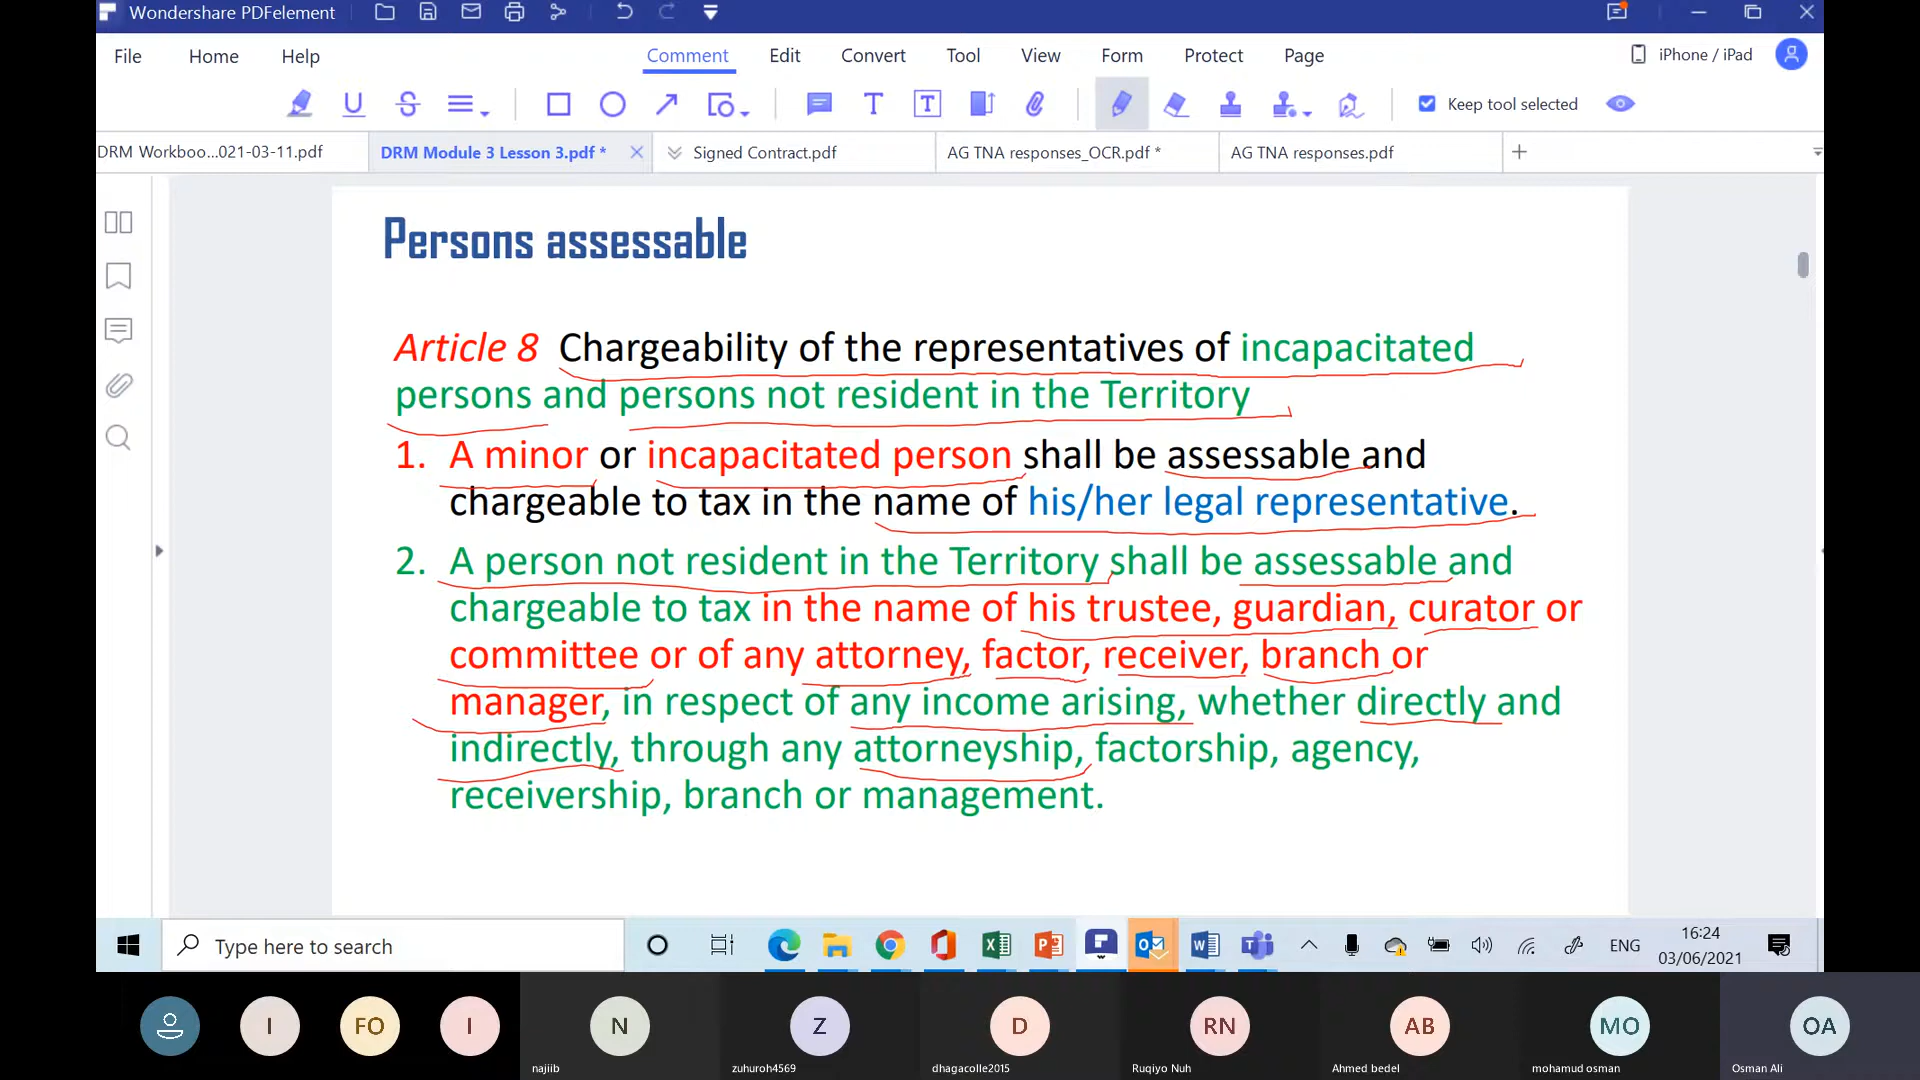 Wondershare PDFelement
File Home Help Comment Edit Convert Tool View Form Protect Page iPhone / iPad
Keep tool selected
DRM Workboo...021-03-11.pdf DRM Module 3 Lesson 3.pdf * Signed Contract.pdf AG TNA responses_OCR.pdf * AG TNA responses.pdf
Persons assessable
Article 8 Chargeability of the representatives of incapacitated
persons and persons not resident in the Territory
1. A minor or incapacitated person shall be assessable and
chargeable to tax in the name of his/her legal representative.
2. A person not resident in the Territory shall be assessable and
chargeable to tax in the name of his trustee, guardian, curator or
committee or of any attorney, factor, receiver, branch or
manager, in respect of any income arising, whether directly and
indirectly, through any attorneyship, factorship, agency,
receivership, branch or management.
Type here to search
ENG
16:24
03/06/2021
I FO I N Z D RN AB MO OA
najiib zuhuroh4569 dhagacolle2015 Ruqiyo Nuh Ahmed bedel mohamud osman Osman Ali